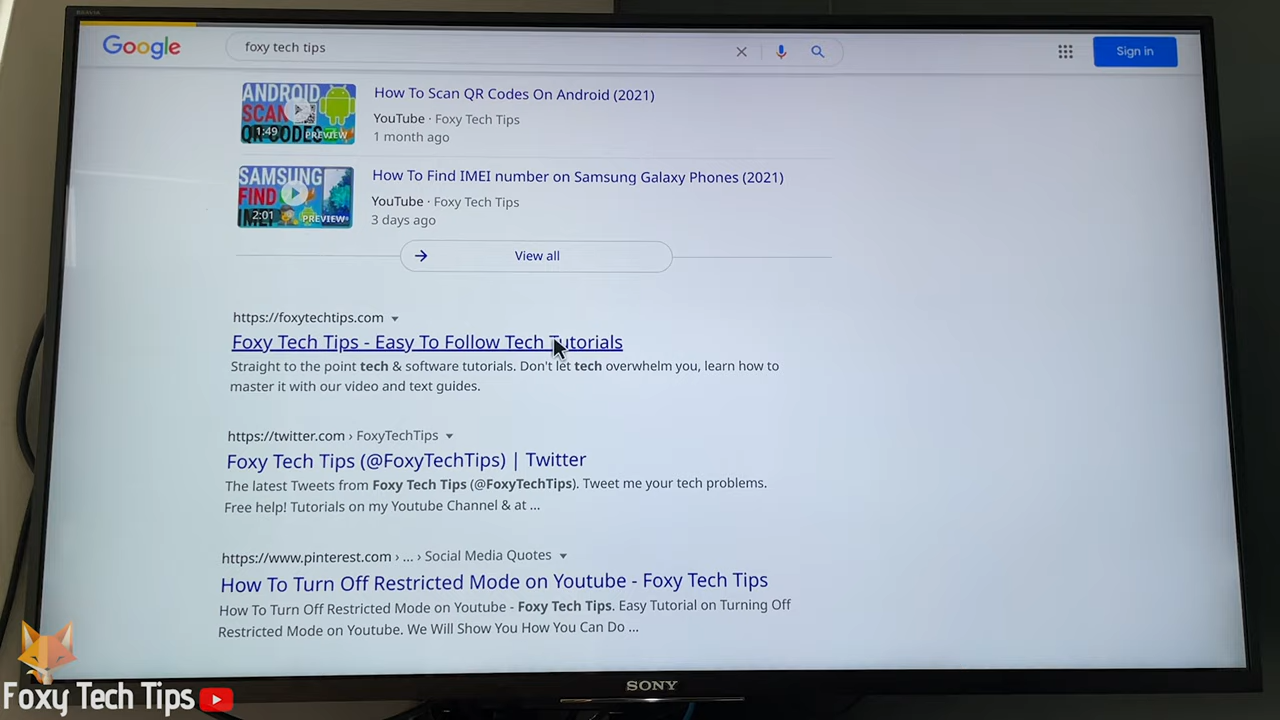 BRAVIA
Google
foxy tech tips
Sign in
ANDROID
SCAN
QR CODES
1:49
PREVIEW
How To Scan QR Codes On Android (2021)
YouTube · Foxy Tech Tips
1 month ago
SAMSUNG
FIND
IMEI
2:01
PREVIEW
How To Find IMEI number on Samsung Galaxy Phones (2021)
YouTube · Foxy Tech Tips
3 days ago
View all
https://foxytechtips.com
Foxy Tech Tips - Easy To Follow Tech Tutorials
Straight to the point tech & software tutorials. Don't let tech overwhelm you, learn how to
master it with our video and text guides.
https://twitter.com › FoxyTechTips
Foxy Tech Tips (@FoxyTechTips) | Twitter
The latest Tweets from Foxy Tech Tips (@FoxyTechTips). Tweet me your tech problems.
Free help! Tutorials on my Youtube Channel & at ...
https://www.pinterest.com › ... › Social Media Quotes
How To Turn Off Restricted Mode on Youtube - Foxy Tech Tips
How To Turn Off Restricted Mode on Youtube - Foxy Tech Tips. Easy Tutorial on Turning Off
Restricted Mode on Youtube. We Will Show You How You Can Do ...
SONY
Foxy Tech Tips